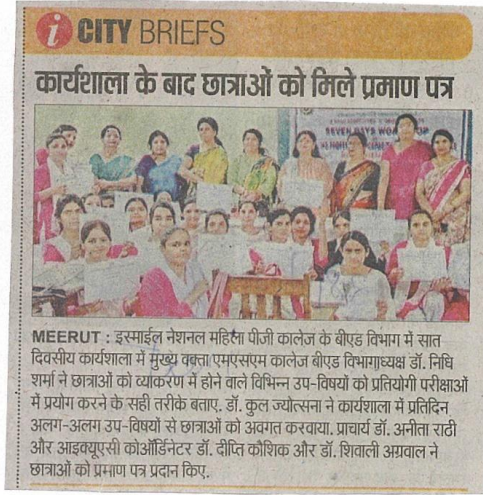 i CITY BRIEFS
कार्यशाला के बाद छात्राओं को मिले प्रमाण पत्र
SEVEN DAYS WORKSHOP
MEERUT : इस्माईल नेशनल महिला पीजी कालेज के बीएड विभाग में सात
दिवसीय कार्यशाला में मुख्य वक्ता एमएसएम कालेज बीएड विभागाध्यक्ष डॉ. निधि
शर्मा ने छात्राओं को व्याकरण में होने वाले विभिन्न उप-विषयों को प्रतियोगी परीक्षाओं
में प्रयोग करने के सही तरीके बताए. डॉ. कुल ज्योत्सना ने कार्यशाला में प्रतिदिन
अलग-अलग उप-विषयों से छात्राओं को अवगत करवाया. प्राचार्य डॉ. अनीता राठी
और आइक्यूएसी कोऑर्डिनेटर डॉ. दीप्ति कौशिक और डॉ. शिवाली अग्रवाल ने
छात्राओं को प्रमाण पत्र प्रदान किए.